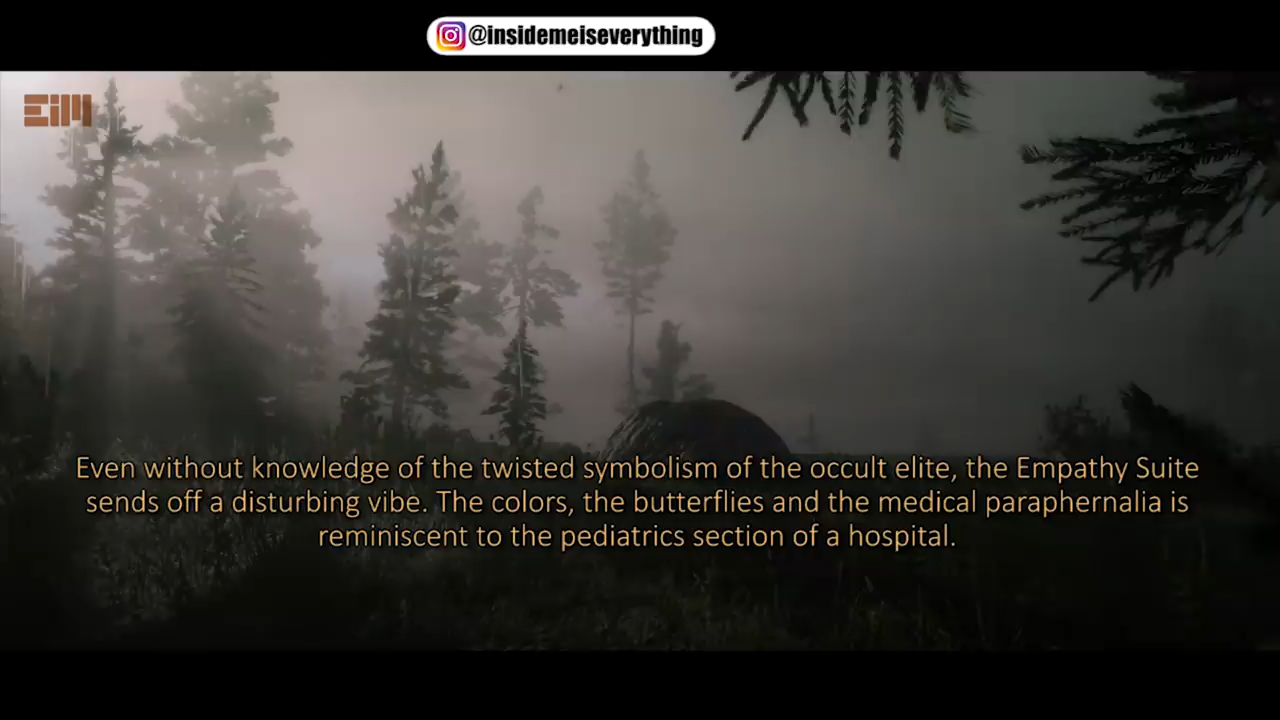 @insidemeiseverything
EiM
Even without knowledge of the twisted symbolism of the occult elite, the Empathy Suite
sends off a disturbing vibe. The colors, the butterflies and the medical paraphernalia is
reminiscent to the pediatrics section of a hospital.